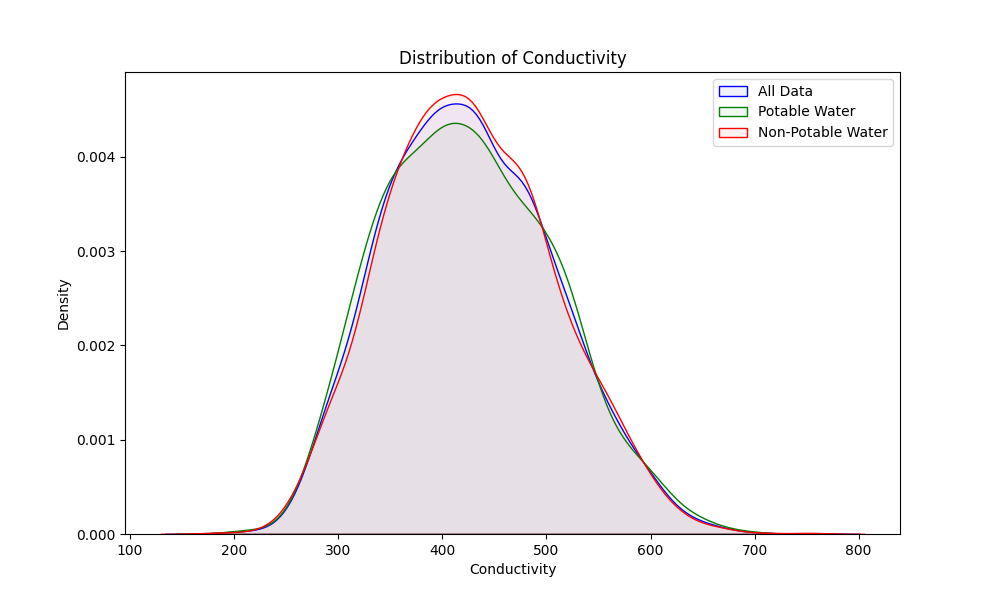 Distribution of Conductivity
All Data
Potable Water
Non-Potable Water
Density
0.004
0.003
0.002
0.001
0.000
100 200 300 400 500 600 700 800
Conductivity